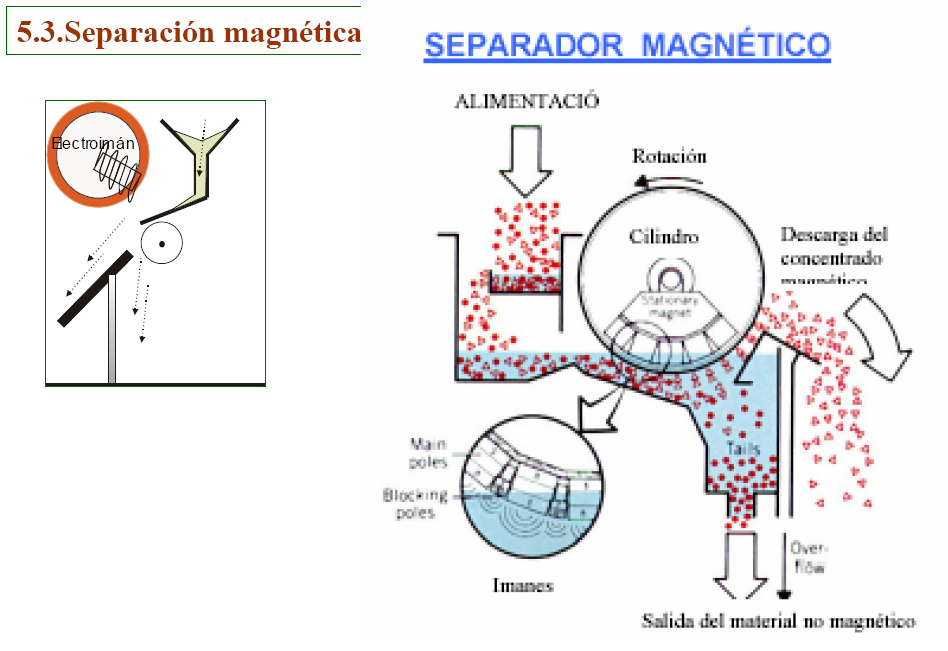 5.3.Separación magnética
SEPARADOR MAGNÉTICO
Electroimán
ALIMENTACIÓ
Rotación
Cilindro
Descarga del
concentrado
magnético
Stationary
magnet
Main
poles
Blocking
poles
Tails
Over-
flow
Imanes
Salida del material no magnético